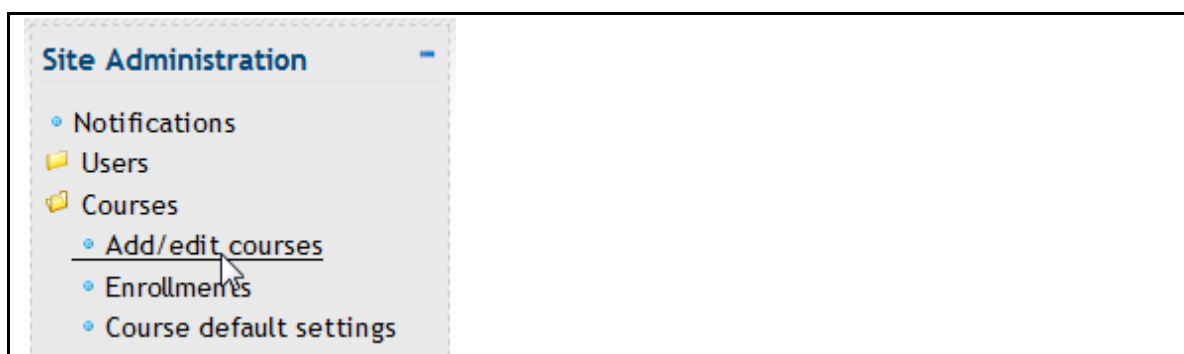 Site Administration
Notifications
Users
Courses
Add/edit courses
Enrollments
Course default settings